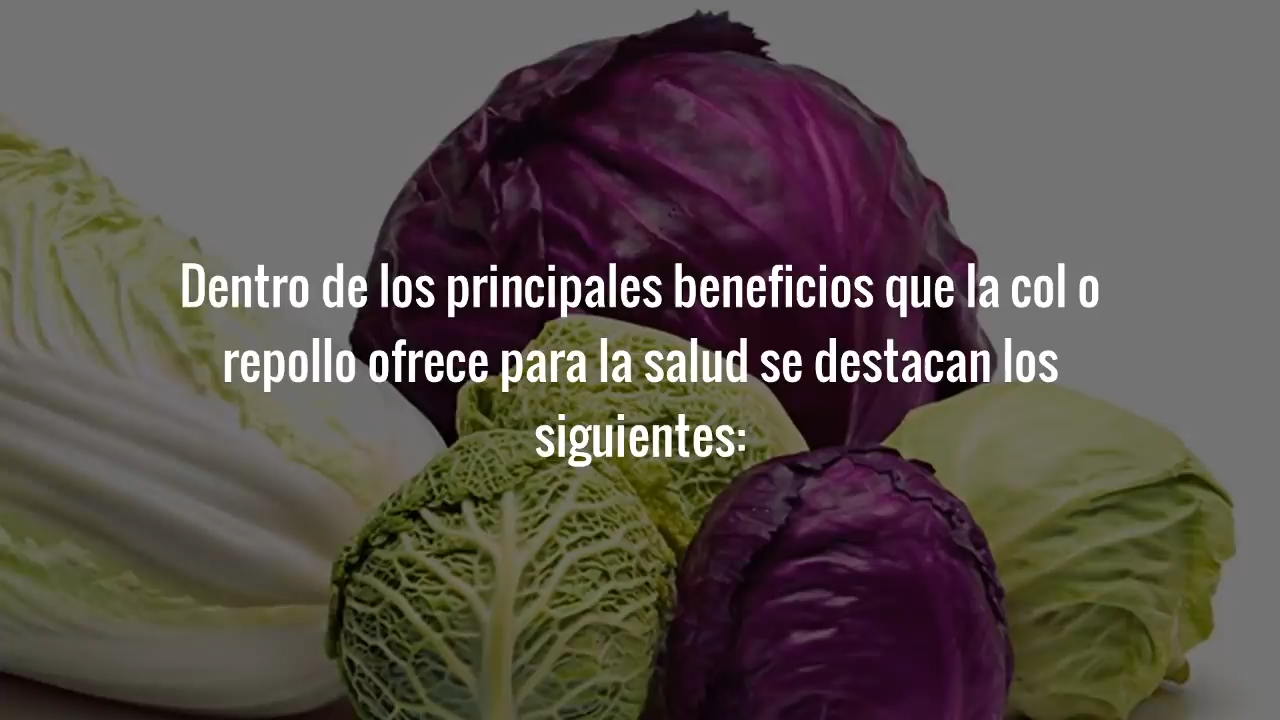 Dentro de los principales beneficios que la col o
repollo ofrece para la salud se destacan los
siguientes: